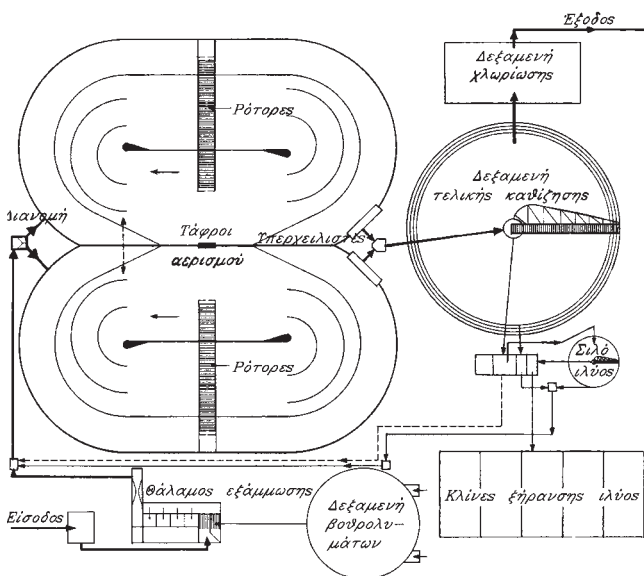 Έξοδος
Δεξαμενή
χλωρίωσης
Ρότορες
Δεξαμενή
τελικής καθίζησης
Διανομή
Τάφροι
αερισμού
Υπερχειλιστές
Ρότορες
Σιλό
ιλύος
Κλίνες ξήρανσης ιλύος
Θάλαμος εξάμμωσης
Δεξαμενή
βοθρολυ-
μάτων
Είσοδος